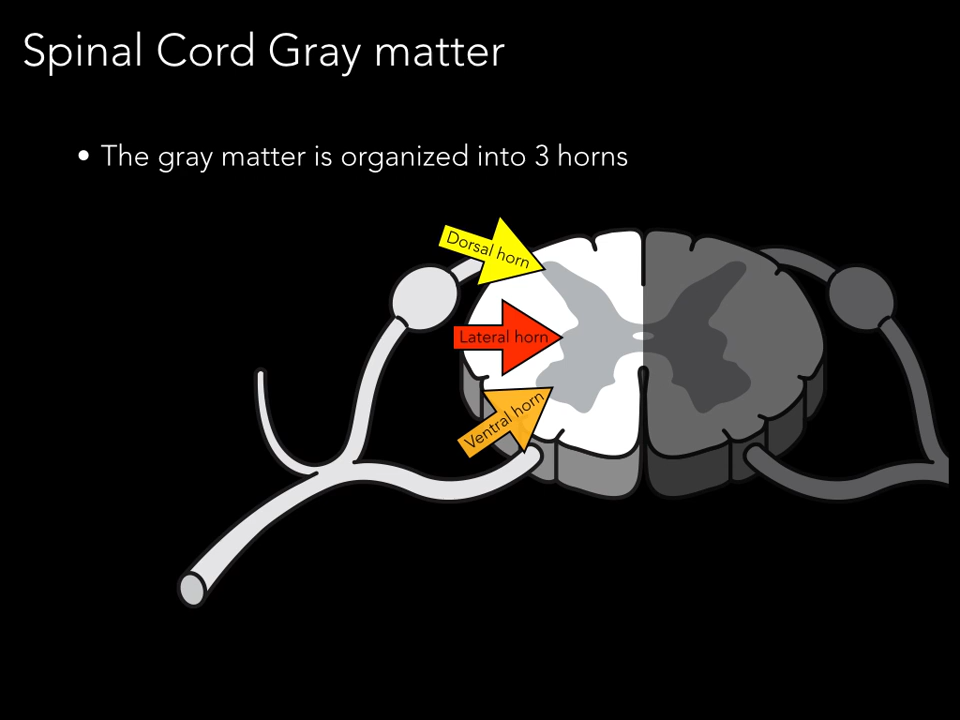 Spinal Cord Gray matter
• The gray matter is organized into 3 horns
Dorsal horn
Lateral horn
Ventral horn